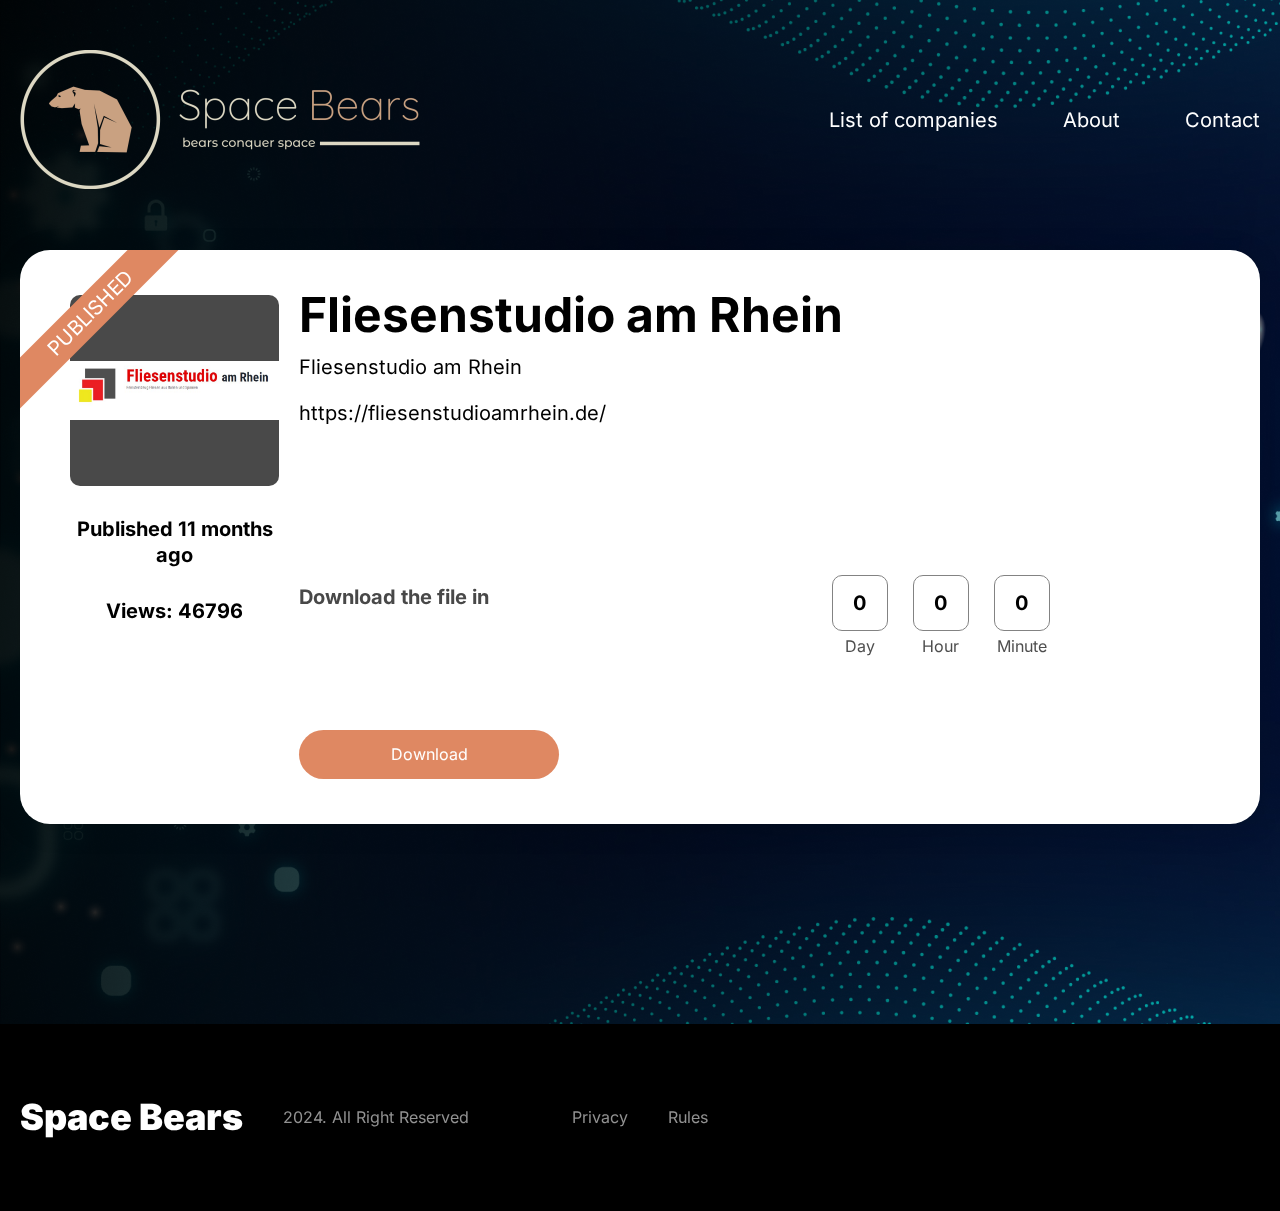 Space Bears
bears conquer space
List of companies
About
Contact
PUBLISHED
Fliesenstudio am Rhein
Fliesenstudio am Rhein
Fliesenstudio am Rhein
https://fliesenstudioamrhein.de/
Published 11 months
ago
Views: 46796
Download the file in
0
0
0
Day
Hour
Minute
Download
Space Bears
2024. All Right Reserved
Privacy
Rules